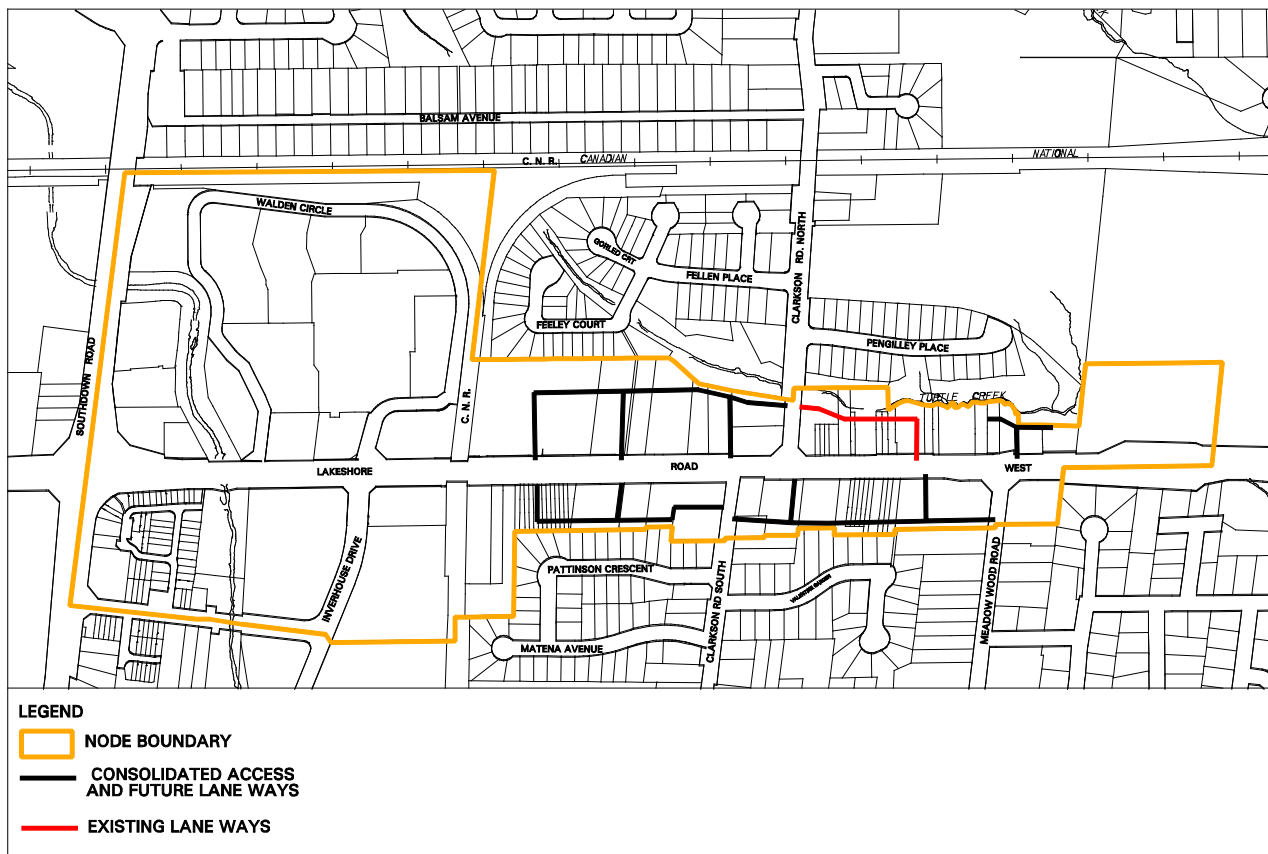 BALSAM AVENUE
C. N. R.
CANADIAN
NATIONAL
WALDEN CIRCLE
GORLED CRT
FELLEN PLACE
CLARKSON RD. NORTH
FEELEY COURT
PENGILLEY PLACE
SOUTHDOWN ROAD
C. N. R.
TURTLE CREEK
LAKESHORE
ROAD
WEST
INVERHOUSE DRIVE
PATTINSON CRESCENT
CLARKSON RD SOUTH
MEADOW WOOD ROAD
MATENA AVENUE
LEGEND
NODE BOUNDARY
CONSOLIDATED ACCESS
AND FUTURE LANE WAYS
EXISTING LANE WAYS